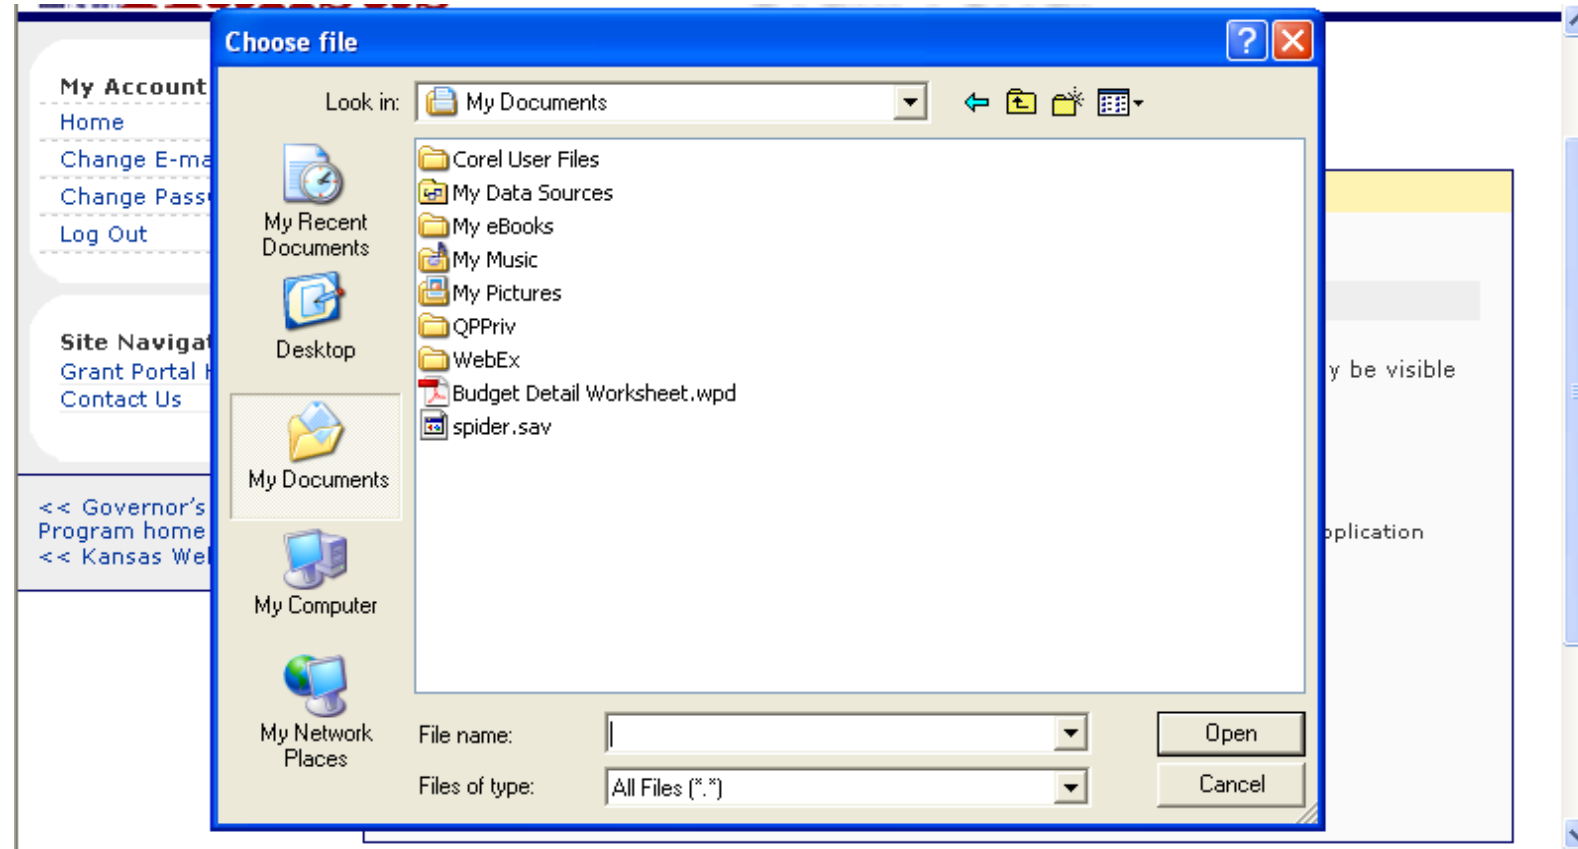 Choose file
My Account
Home
Change E-ma
Change Pass
Log Out
Site Navigat
Grant Portal H
Contact Us
<< Governor's
Program home
<< Kansas We
Look in:
My Documents
My Recent
Documents
Desktop
My Documents
My Computer
My Network
Places
Corel User Files
My Data Sources
My eBooks
My Music
My Pictures
QPPriv
WebEx
Budget Detail Worksheet.wpd
spider.sav
File name:
Open
Files of type:
All Files (*.*)
Cancel
y be visible
pplication